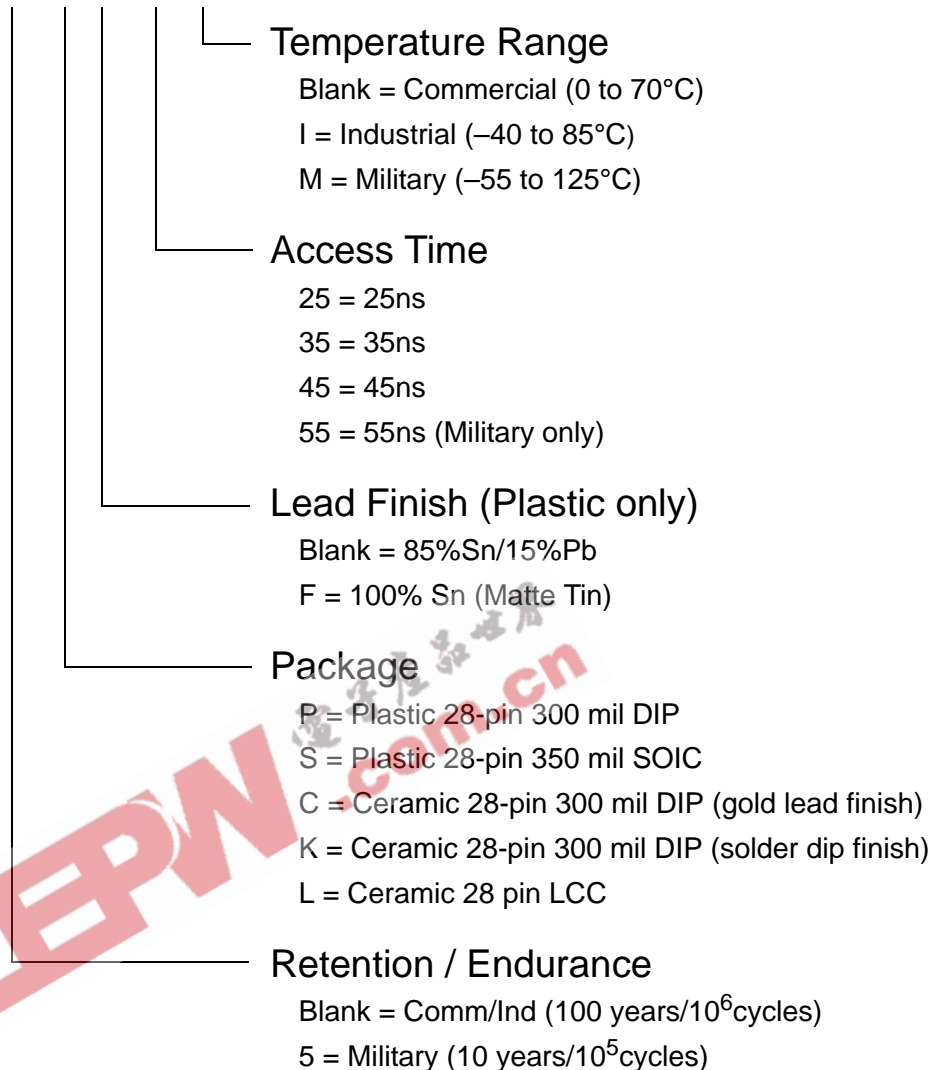 Temperature Range
Blank = Commercial (0 to 70°C)
I = Industrial (–40 to 85°C)
M = Military (–55 to 125°C)
Access Time
25 = 25ns
35 = 35ns
45 = 45ns
55 = 55ns (Military only)
Lead Finish (Plastic only)
Blank = 85%Sn/15%Pb
F = 100% Sn (Matte Tin)
Package
P = Plastic 28-pin 300 mil DIP
S = Plastic 28-pin 350 mil SOIC
C = Ceramic 28-pin 300 mil DIP (gold lead finish)
K = Ceramic 28-pin 300 mil DIP (solder dip finish)
L = Ceramic 28 pin LCC
Retention / Endurance
Blank = Comm/Ind (100 years/10⁶cycles)
5 = Military (10 years/10⁵cycles)
EEPW
.com.cn